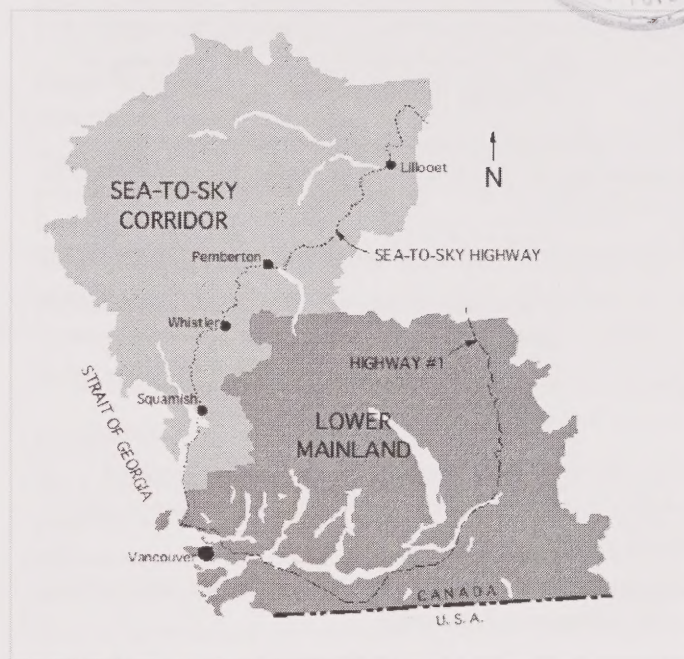 Lillooet
N
SEA-TO-SKY
CORRIDOR
SEA-TO-SKY HIGHWAY
Pemberton
Whistler
HIGHWAY #1
STRAIT OF GEORGIA
Squamish
LOWER
MAINLAND
Vancouver
CANADA
U. S. A.